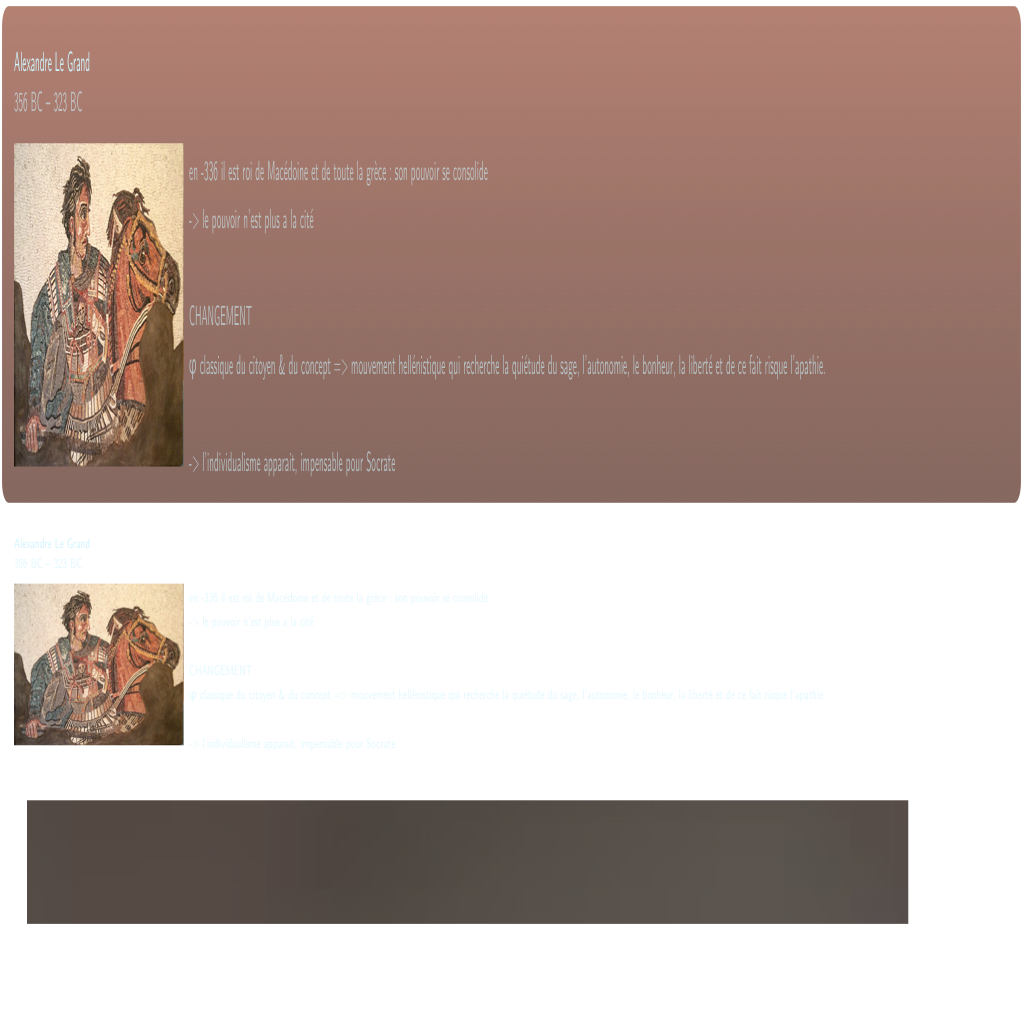 Alexandre Le Grand
356 BC – 323 BC
en -336 il est roi de Macédoine et de toute la grèce : son pouvoir se consolide
-> le pouvoir n'est plus a la cité
CHANGEMENT
φ classique du citoyen & du concept => mouvement hellénistique qui recherche la quiétude du sage, l'autonomie, le bonheur, la liberté et de ce fait risque l'apathie.
-> l'individualisme apparait, impensable pour Socrate
Alexandre Le Grand
356 BC – 323 BC
en -336 il est roi de Macédoine et de toute la grèce : son pouvoir se consolide
-> le pouvoir n'est plus a la cité
CHANGEMENT
φ classique du citoyen & du concept => mouvement hellénistique qui recherche la quiétude du sage, l'autonomie, le bonheur, la liberté et de ce fait risque l'apathie.
-> l'individualisme apparait, impensable pour Socrate